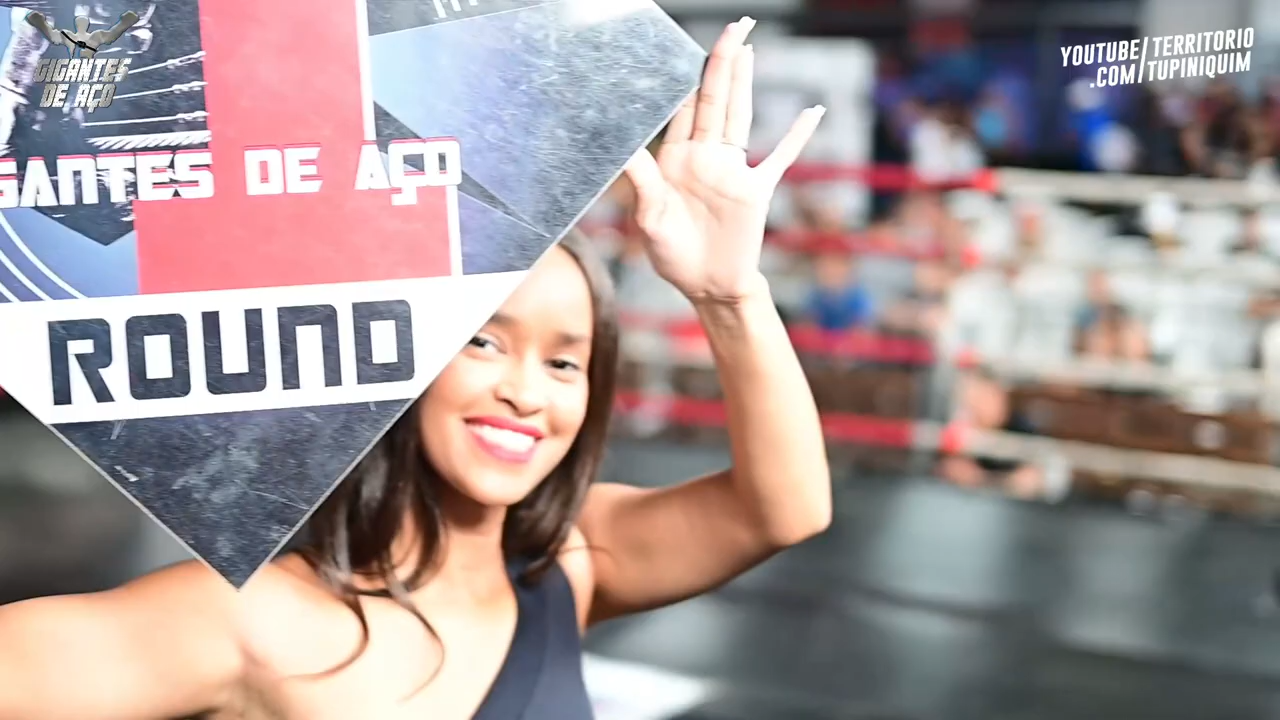 GIGANTES
DE AÇO
YOUTUBE/TERRITORIO
.COM/TUPINIQUIM
GANTES DE AÇO
ROUND